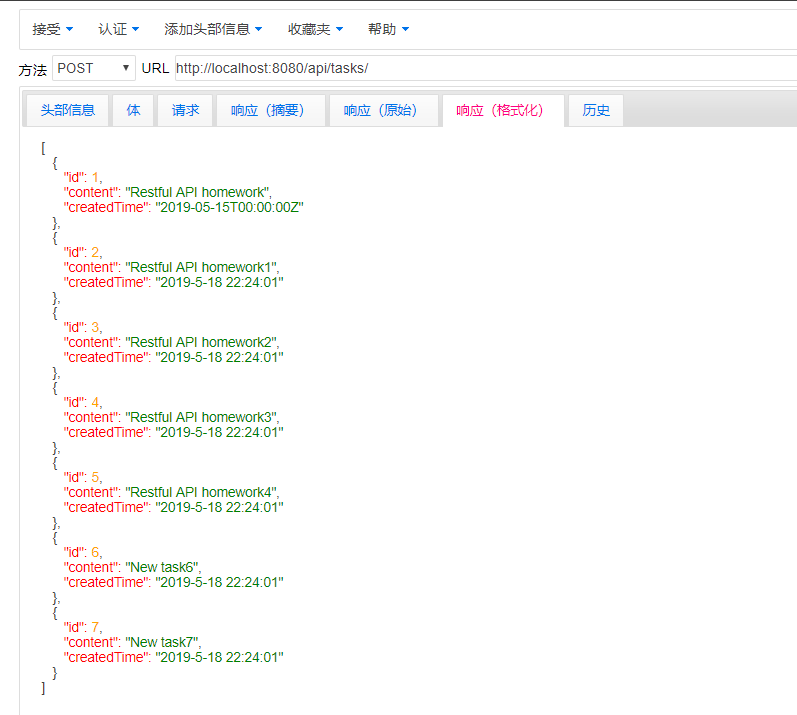 接受 认证 添加头部信息 收藏夹 帮助
方法 POST URL http://localhost:8080/api/tasks/
头部信息 体 请求 响应（摘要） 响应（原始） 响应（格式化） 历史
[
{
"id": 1,
"content": "Restful API homework",
"createdTime": "2019-05-15T00:00:00Z"
},
{
"id": 2,
"content": "Restful API homework1",
"createdTime": "2019-5-18 22:24:01"
},
{
"id": 3,
"content": "Restful API homework2",
"createdTime": "2019-5-18 22:24:01"
},
{
"id": 4,
"content": "Restful API homework3",
"createdTime": "2019-5-18 22:24:01"
},
{
"id": 5,
"content": "Restful API homework4",
"createdTime": "2019-5-18 22:24:01"
},
{
"id": 6,
"content": "New task6",
"createdTime": "2019-5-18 22:24:01"
},
{
"id": 7,
"content": "New task7",
"createdTime": "2019-5-18 22:24:01"
}
]